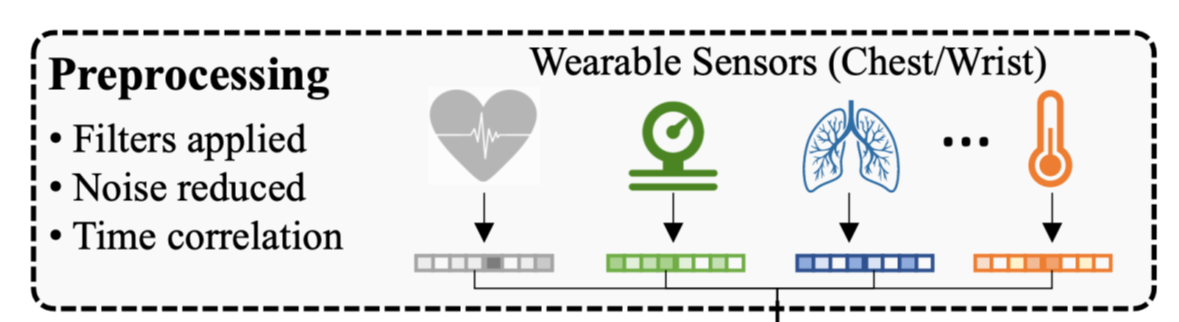 Preprocessing
• Filters applied
• Noise reduced
• Time correlation
Wearable Sensors (Chest/Wrist)
...